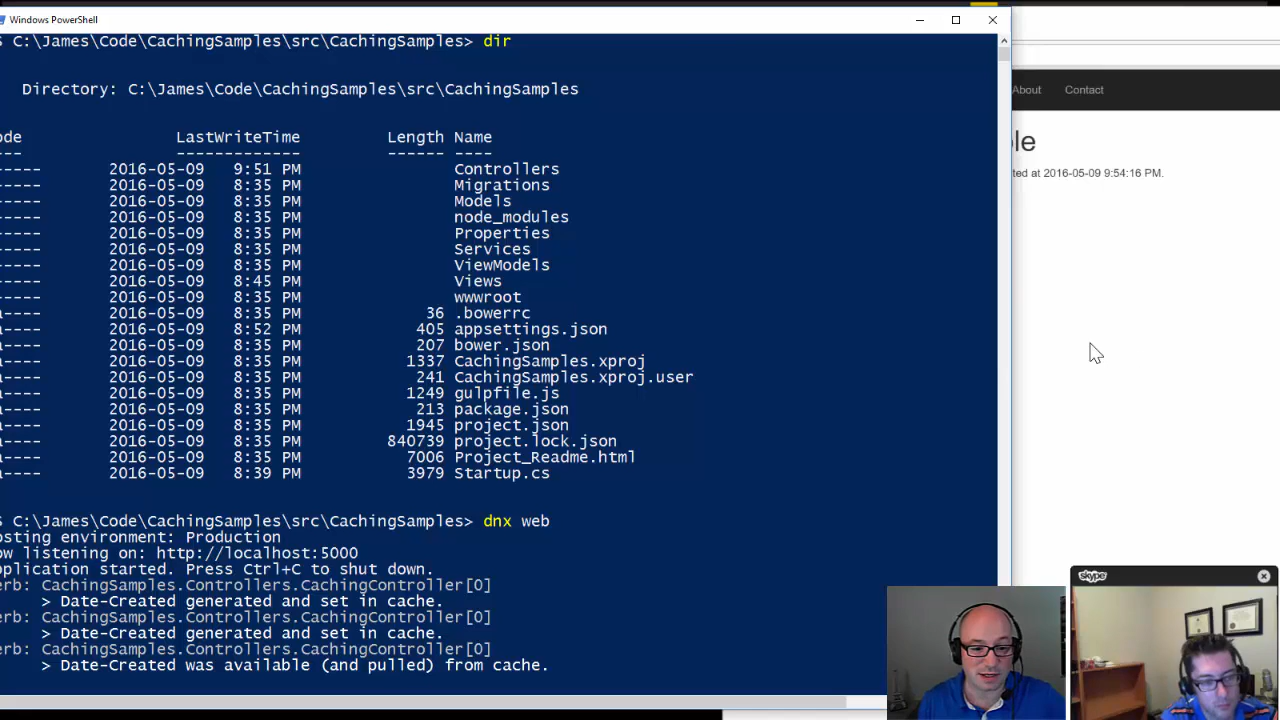 Windows PowerShell
S C:\James\Code\CachingSamples\src\CachingSamples> dir
Directory: C:\James\Code\CachingSamples\src\CachingSamples
ode LastWriteTime Length Name
----- 2016-05-09 9:51 PM Controllers
----- 2016-05-09 8:35 PM Migrations
----- 2016-05-09 8:35 PM Models
----- 2016-05-09 8:35 PM node_modules
----- 2016-05-09 8:35 PM Properties
----- 2016-05-09 8:35 PM Services
----- 2016-05-09 8:35 PM ViewModels
----- 2016-05-09 8:45 PM Views
----- 2016-05-09 8:35 PM wwwroot
a---- 2016-05-09 8:35 PM 36 .bowerrc
a---- 2016-05-09 8:52 PM 405 appsettings.json
a---- 2016-05-09 8:35 PM 207 bower.json
a---- 2016-05-09 8:35 PM 1337 CachingSamples.xproj
a---- 2016-05-09 8:35 PM 241 CachingSamples.xproj.user
a---- 2016-05-09 8:35 PM 1249 gulpfile.js
a---- 2016-05-09 8:35 PM 213 package.json
a---- 2016-05-09 8:35 PM 1945 project.json
a---- 2016-05-09 8:35 PM 840739 project.lock.json
a---- 2016-05-09 8:35 PM 7006 Project_Readme.html
a---- 2016-05-09 8:39 PM 3979 Startup.cs
S C:\James\Code\CachingSamples\src\CachingSamples> dnx web
osting environment: Production
ow listening on: http://localhost:5000
pplication started. Press Ctrl+C to shut down.
erb: CachingSamples.Controllers.CachingController[0]
> Date-Created generated and set in cache.
erb: CachingSamples.Controllers.CachingController[0]
> Date-Created generated and set in cache.
erb: CachingSamples.Controllers.CachingController[0]
> Date-Created was available (and pulled) from cache.
About Contact
ple
ted at 2016-05-09 9:54:16 PM.
skype